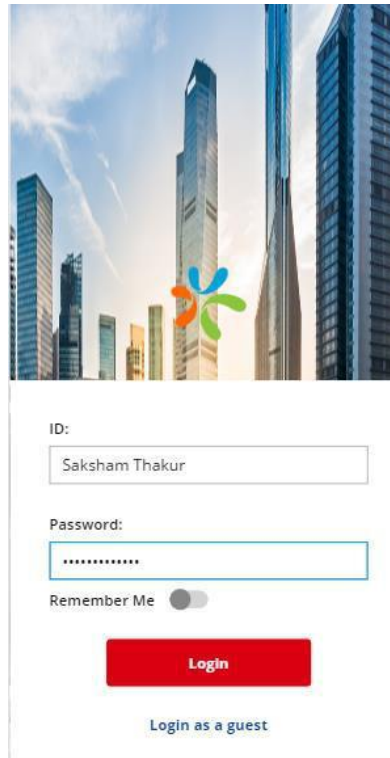 ID:
Saksham Thakur
Password:
•••••••••••••
Remember Me
Login
Login as a guest